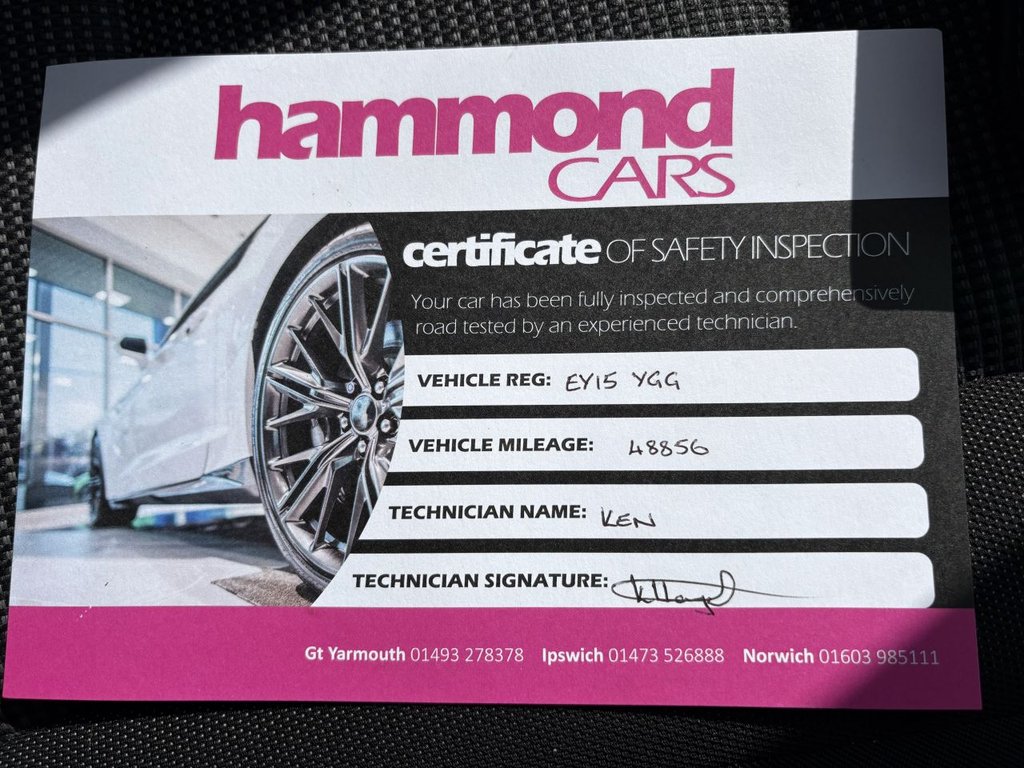 hammond
CARS
certificate OF SAFETY INSPECTION
Your car has been fully inspected and comprehensively
road tested by an experienced technician.
VEHICLE REG: EY15 YGG
VEHICLE MILEAGE: 48856
TECHNICIAN NAME: KEN
TECHNICIAN SIGNATURE:
Gt Yarmouth 01493 278378 Ipswich 01473 526888 Norwich 01603 985111